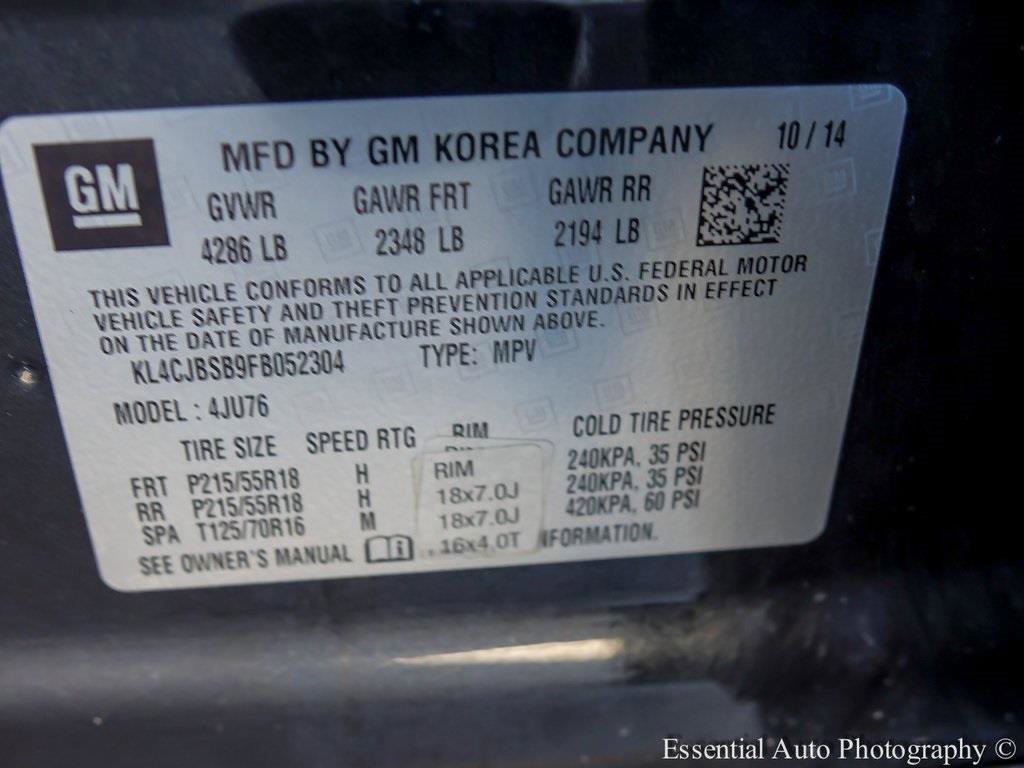 GM
MFD BY GM KOREA COMPANY 10/14
GVWR GAWR FRT GAWR RR
4286 LB 2348 LB 2194 LB
THIS VEHICLE CONFORMS TO ALL APPLICABLE U.S. FEDERAL MOTOR
VEHICLE SAFETY AND THEFT PREVENTION STANDARDS IN EFFECT
ON THE DATE OF MANUFACTURE SHOWN ABOVE.
KL4CJBSB9FB052304 TYPE: MPV
MODEL : 4JU76
TIRE SIZE SPEED RTG RIM COLD TIRE PRESSURE
RIM
FRT P215/55R18 H 18x7.0J 240KPA, 35 PSI
RR P215/55R18 H 18x7.0J 240KPA, 35 PSI
SPA T125/70R16 M 16x4.0T 420KPA, 60 PSI
SEE OWNER'S MANUAL NFORMATION.
Essential Auto Photography ©